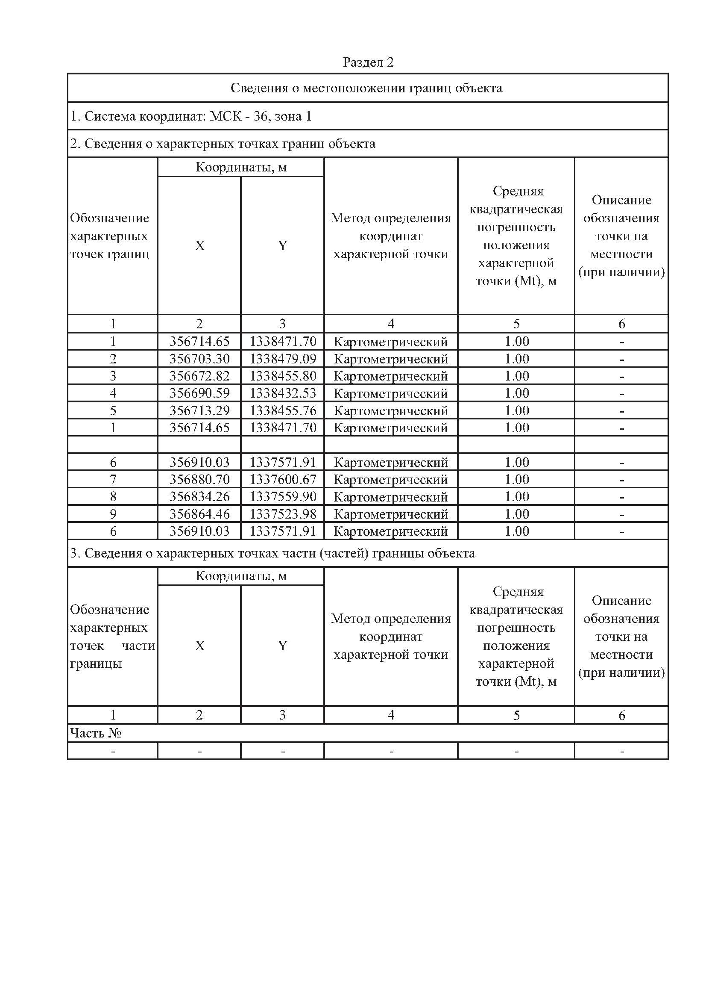 Раздел 2
Сведения о местоположении границ объекта
1. Система координат: МСК - 36, зона 1
2. Сведения о характерных точках границ объекта
Обозначение
характерных
точек границ
Координаты, м
X
Y
Метод определения
координат
характерной точки
Средняя
квадратическая
погрешность
положения
характерной
точки (Mt), м
Описание
обозначения
точки на
местности
(при наличии)
1 2 3 4 5 6
1 356714.65 1338471.70 Картометрический 1.00 -
2 356703.30 1338479.09 Картометрический 1.00 -
3 356672.82 1338455.80 Картометрический 1.00 -
4 356690.59 1338432.53 Картометрический 1.00 -
5 356713.29 1338455.76 Картометрический 1.00 -
1 356714.65 1338471.70 Картометрический 1.00 -
6 356910.03 1337571.91 Картометрический 1.00 -
7 356880.70 1337600.67 Картометрический 1.00 -
8 356834.26 1337559.90 Картометрический 1.00 -
9 356864.46 1337523.98 Картометрический 1.00 -
6 356910.03 1337571.91 Картометрический 1.00 -
3. Сведения о характерных точках части (частей) границы объекта
Обозначение
характерных
точек части
границы
Координаты, м
X
Y
Метод определения
координат
характерной точки
Средняя
квадратическая
погрешность
положения
характерной
точки (Mt), м
Описание
обозначения
точки на
местности
(при наличии)
1 2 3 4 5 6
Часть №
- - - - - -